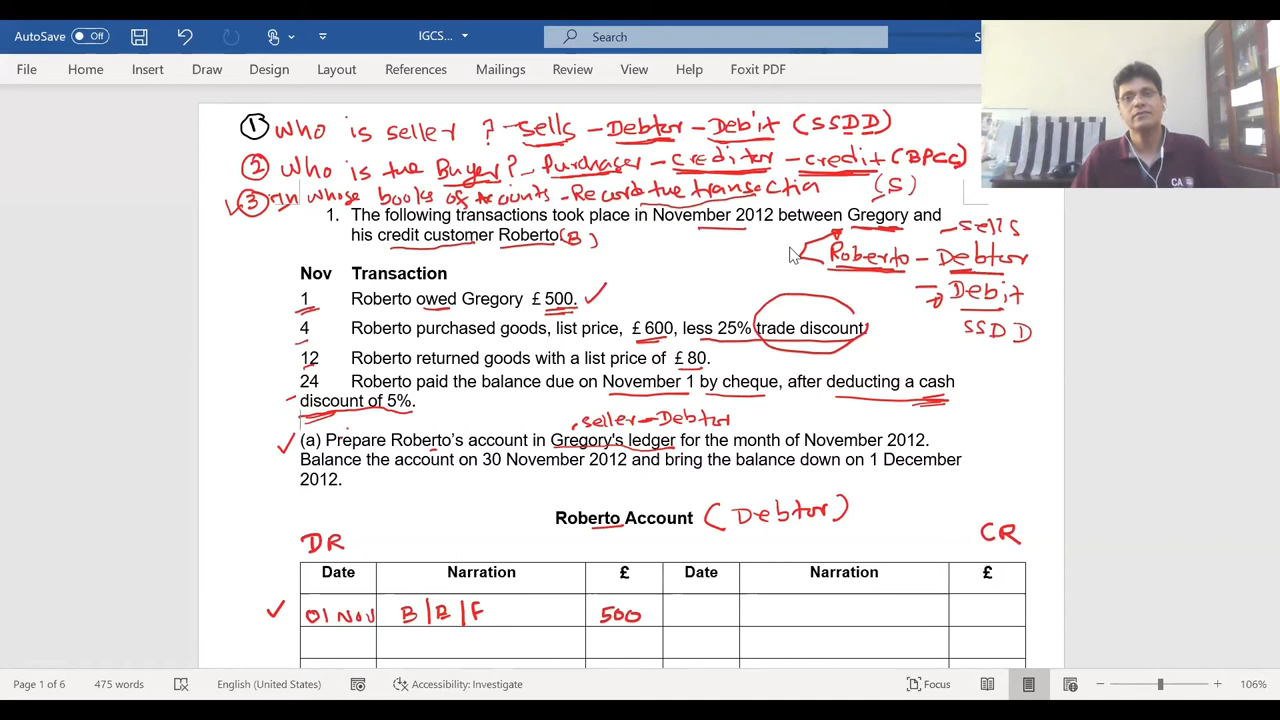 AutoSave Off IGCS... Search S
File Home Insert Draw Design Layout References Mailings Review View Help Foxit PDF
① Who is seller ? - sells - Debtor - Debit (SSDD)
② Who is the Buyer? - Purchaser - creditor - credit (BPCC)
③ In whose books of accounts - Record the transaction (S)
1. The following transactions took place in November 2012 between Gregory and
his credit customer Roberto (B)
- sells
Roberto - Debtor
→ Debit
SSDD
Nov Transaction
1 Roberto owed Gregory £ 500. ✓
4 Roberto purchased goods, list price, £ 600, less 25% trade discount.
12 Roberto returned goods with a list price of £ 80.
24 Roberto paid the balance due on November 1 by cheque, after deducting a cash
discount of 5%.
seller - Debtor
(a) Prepare Roberto's account in Gregory's ledger for the month of November 2012.
Balance the account on 30 November 2012 and bring the balance down on 1 December
2012.
Roberto Account (Debtor)
DR CR
Date Narration £ Date Narration £
✓ 01 Nov B/B/F 500
CA
Page 1 of 6 475 words English (United States) Accessibility: Investigate Focus 106%